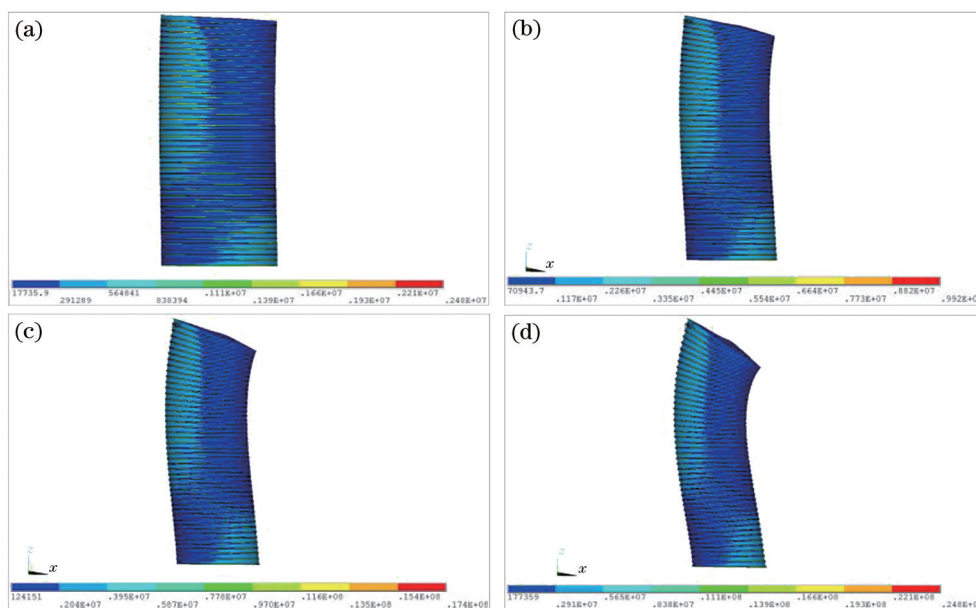 (a)
17735.9 564841 .111E+07 .166E+07 .221E+07
291289 838394 .139E+07 .193E+07 .248E+07
(b)
x
70943.7 .226E+07 .445E+07 .664E+07 .882E+07
.117E+07 .335E+07 .554E+07 .773E+07 .992E+0
(c)
x
124151 .395E+07 .778E+07 .116E+08 .154E+08
.204E+07 .587E+07 .970E+07 .135E+08 .174E+08
(d)
x
177359 .565E+07 .111E+08 .166E+08 .221E+08
.291E+07 .838E+07 .139E+08 .193E+08 .248E+0